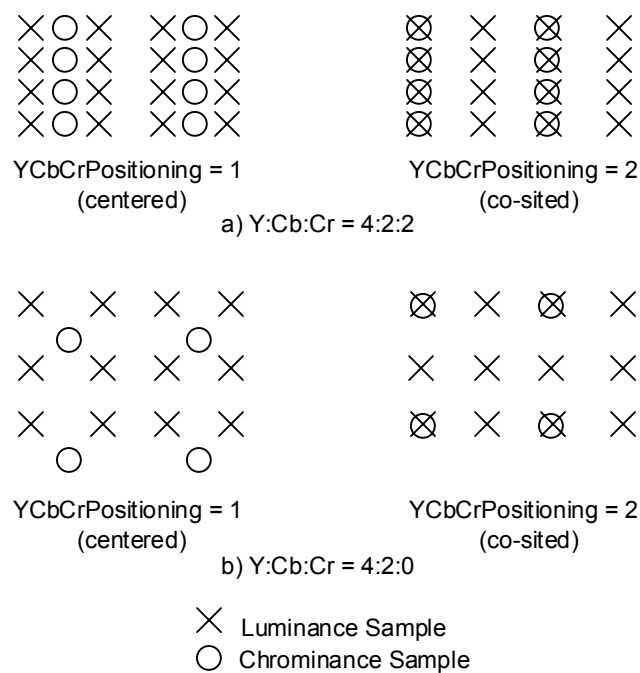 YCbCrPositioning = 1 YCbCrPositioning = 2
(centered) (co-sited)
a) Y:Cb:Cr = 4:2:2
YCbCrPositioning = 1 YCbCrPositioning = 2
(centered) (co-sited)
b) Y:Cb:Cr = 4:2:0
Luminance Sample
Chrominance Sample